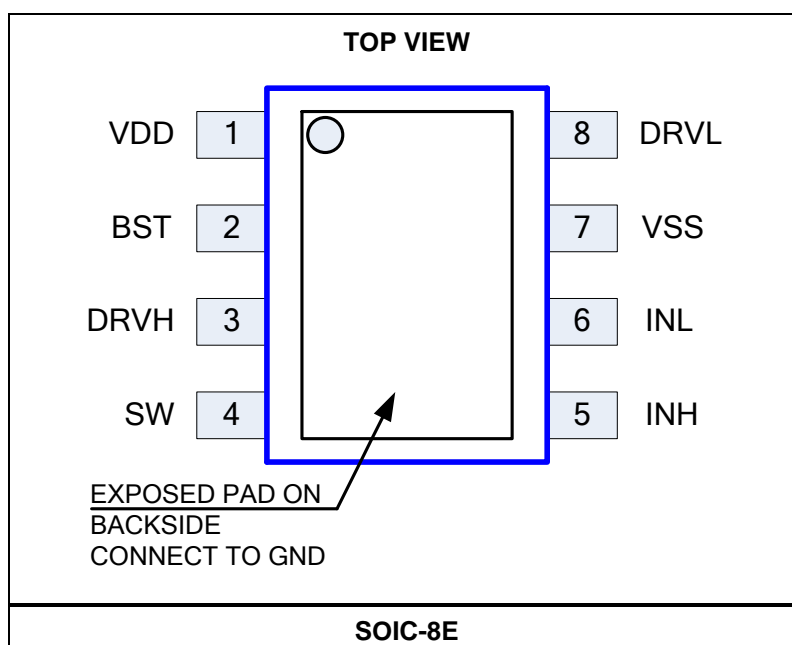 TOP VIEW
VDD 1 8 DRVL
BST 2 7 VSS
DRVH 3 6 INL
SW 4 5 INH
EXPOSED PAD ON
BACKSIDE
CONNECT TO GND
SOIC-8E